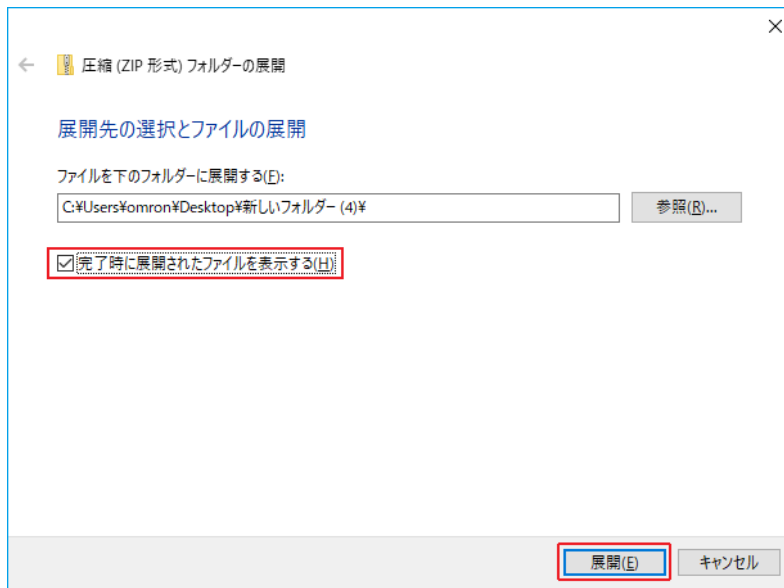 圧縮 (ZIP 形式) フォルダーの展開
展開先の選択とファイルの展開
ファイルを下のフォルダーに展開する(F):
C:¥Users¥omron¥Desktop¥新しいフォルダー (4)¥
参照(R)...
完了時に展開されたファイルを表示する(H)
展開(E)
キャンセル